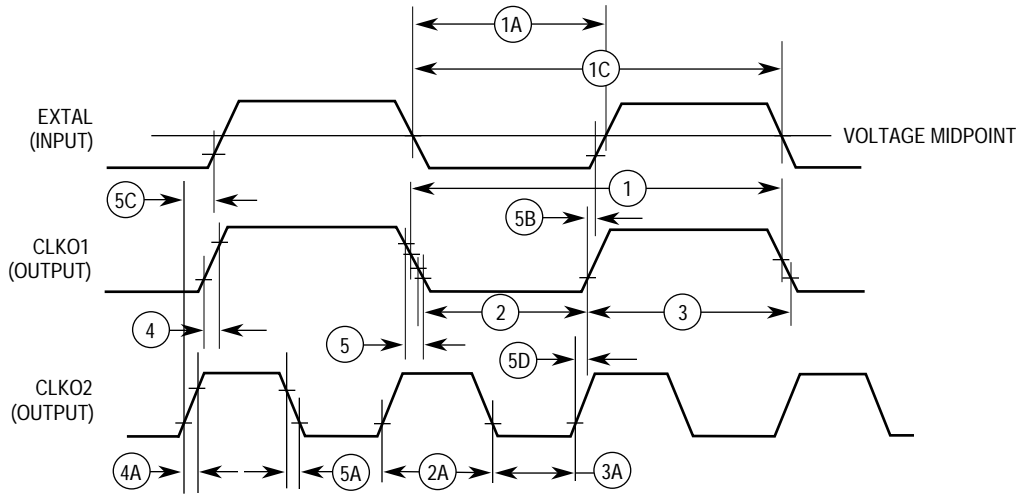 1A
1C
EXTAL
(INPUT)
VOLTAGE MIDPOINT
5C
1
5B
CLKO1
(OUTPUT)
4
5
2
3
5D
CLKO2
(OUTPUT)
4A
5A
2A
3A